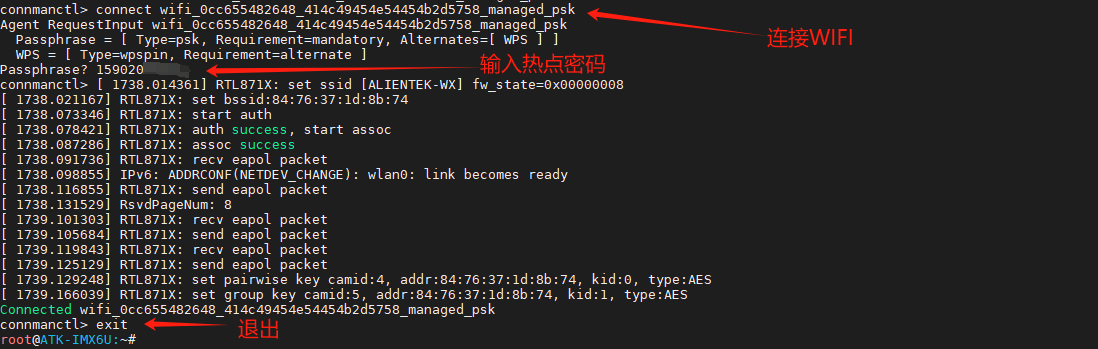 connmanctl> connect wifi_0cc655482648_414c49454e54454b2d5758_managed_psk
连接WIFI
Agent RequestInput wifi_0cc655482648_414c49454e54454b2d5758_managed_psk
Passphrase = [ Type=psk, Requirement=mandatory, Alternates=[ WPS ] ]
WPS = [ Type=wpspin, Requirement=alternate ]
Passphrase? 159020
输入热点密码
connmanctl> [ 1738.014361] RTL871X: set ssid [ALIENTEK-WX] fw_state=0x00000008
[ 1738.021167] RTL871X: set bssid:84:76:37:1d:8b:74
[ 1738.073346] RTL871X: start auth
[ 1738.078421] RTL871X: auth success, start assoc
[ 1738.087286] RTL871X: assoc success
[ 1738.091736] RTL871X: recv eapol packet
[ 1738.098855] IPv6: ADDRCONF(NETDEV_CHANGE): wlan0: link becomes ready
[ 1738.116855] RTL871X: send eapol packet
[ 1738.131529] RsvdPageNum: 8
[ 1739.101303] RTL871X: recv eapol packet
[ 1739.105684] RTL871X: send eapol packet
[ 1739.119843] RTL871X: recv eapol packet
[ 1739.125129] RTL871X: send eapol packet
[ 1739.129248] RTL871X: set pairwise key camid:4, addr:84:76:37:1d:8b:74, kid:0, type:AES
[ 1739.166039] RTL871X: set group key camid:5, addr:84:76:37:1d:8b:74, kid:1, type:AES
Connected wifi_0cc655482648_414c49454e54454b2d5758_managed_psk
connmanctl> exit
退出
root@ATK-IMX6U:~#